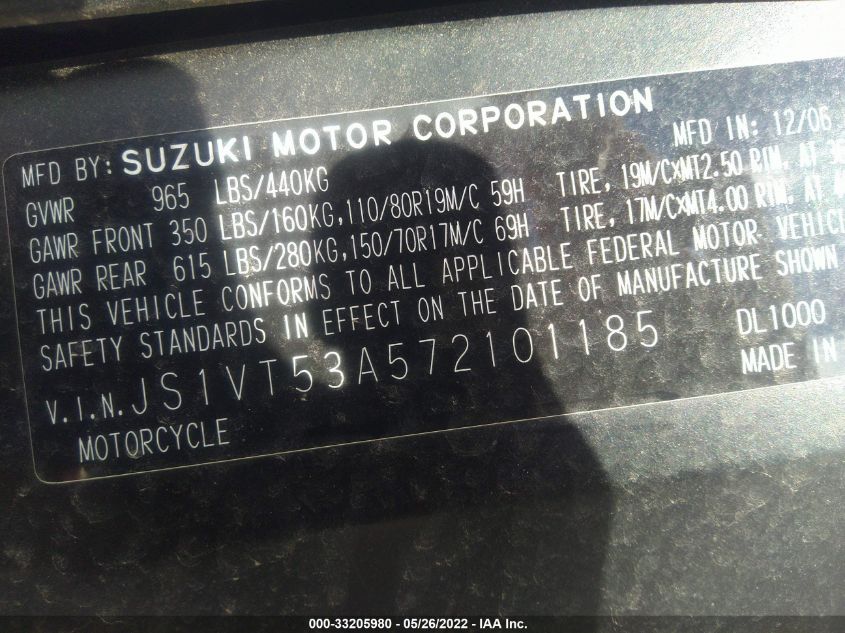 MFD BY: SUZUKI MOTOR CORPORATION MFD IN: 12/06
GVWR 965 LBS/440KG
GAWR FRONT 350 LBS/160KG,110/80R19M/C 59H TIRE, 19M/CXMT2.50 RIM, AT
GAWR REAR 615 LBS/280KG,150/70R17M/C 69H TIRE, 17M/CXMT4.00 RIM, AT
THIS VEHICLE CONFORMS TO ALL APPLICABLE FEDERAL MOTOR VEHICL
SAFETY STANDARDS IN EFFECT ON THE DATE OF MANUFACTURE SHOWN
V.I.N. JS1VT53A572101185 DL1000
MOTORCYCLE MADE IN
000-33205980 - 05/26/2022 - IAA Inc.